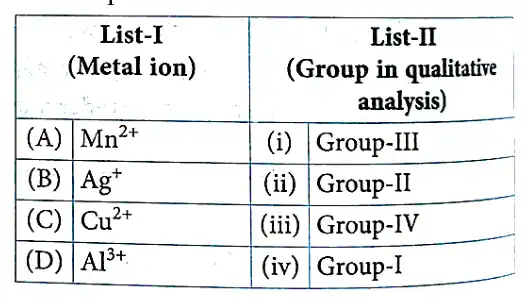 List-I
(Metal ion)
List-II
(Group in qualitative
analysis)
(A) Mn²⁺ (i) Group-III
(B) Ag⁺ (ii) Group-II
(C) Cu²⁺ (iii) Group-IV
(D) Al³⁺ (iv) Group-I